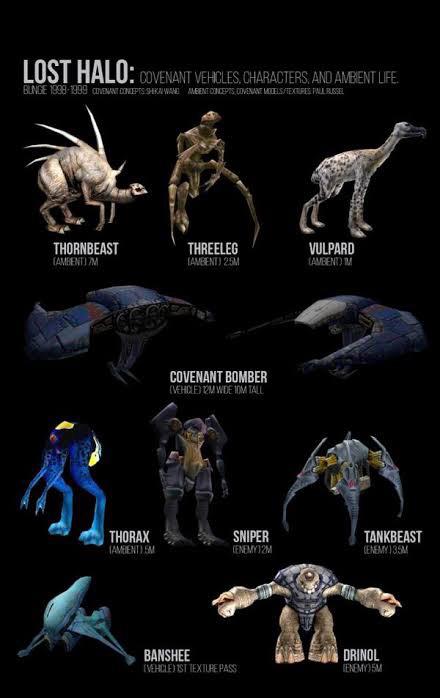 LOST HALO: COVENANT VEHICLES, CHARACTERS, AND AMBIENT LIFE.
BUNGIE 1998-1999 COVENANT CONCEPTS: SHIKAI WANG AMBIENT CONCEPTS, COVENANT MODELS/TEXTURES: PAUL RUSSEL
THORNBEAST THREELEG VULPARD
(AMBIENT) 7M (AMBIENT) 2.5M (AMBIENT) 1M
COVENANT BOMBER
(VEHICLE) 12M WIDE 10M TALL
THORAX SNIPER TANKBEAST
(AMBIENT) .5M (ENEMY) 2M (ENEMY) 3.5M
BANSHEE DRINOL
(VEHICLE) 1ST TEXTURE PASS (ENEMY) 5M